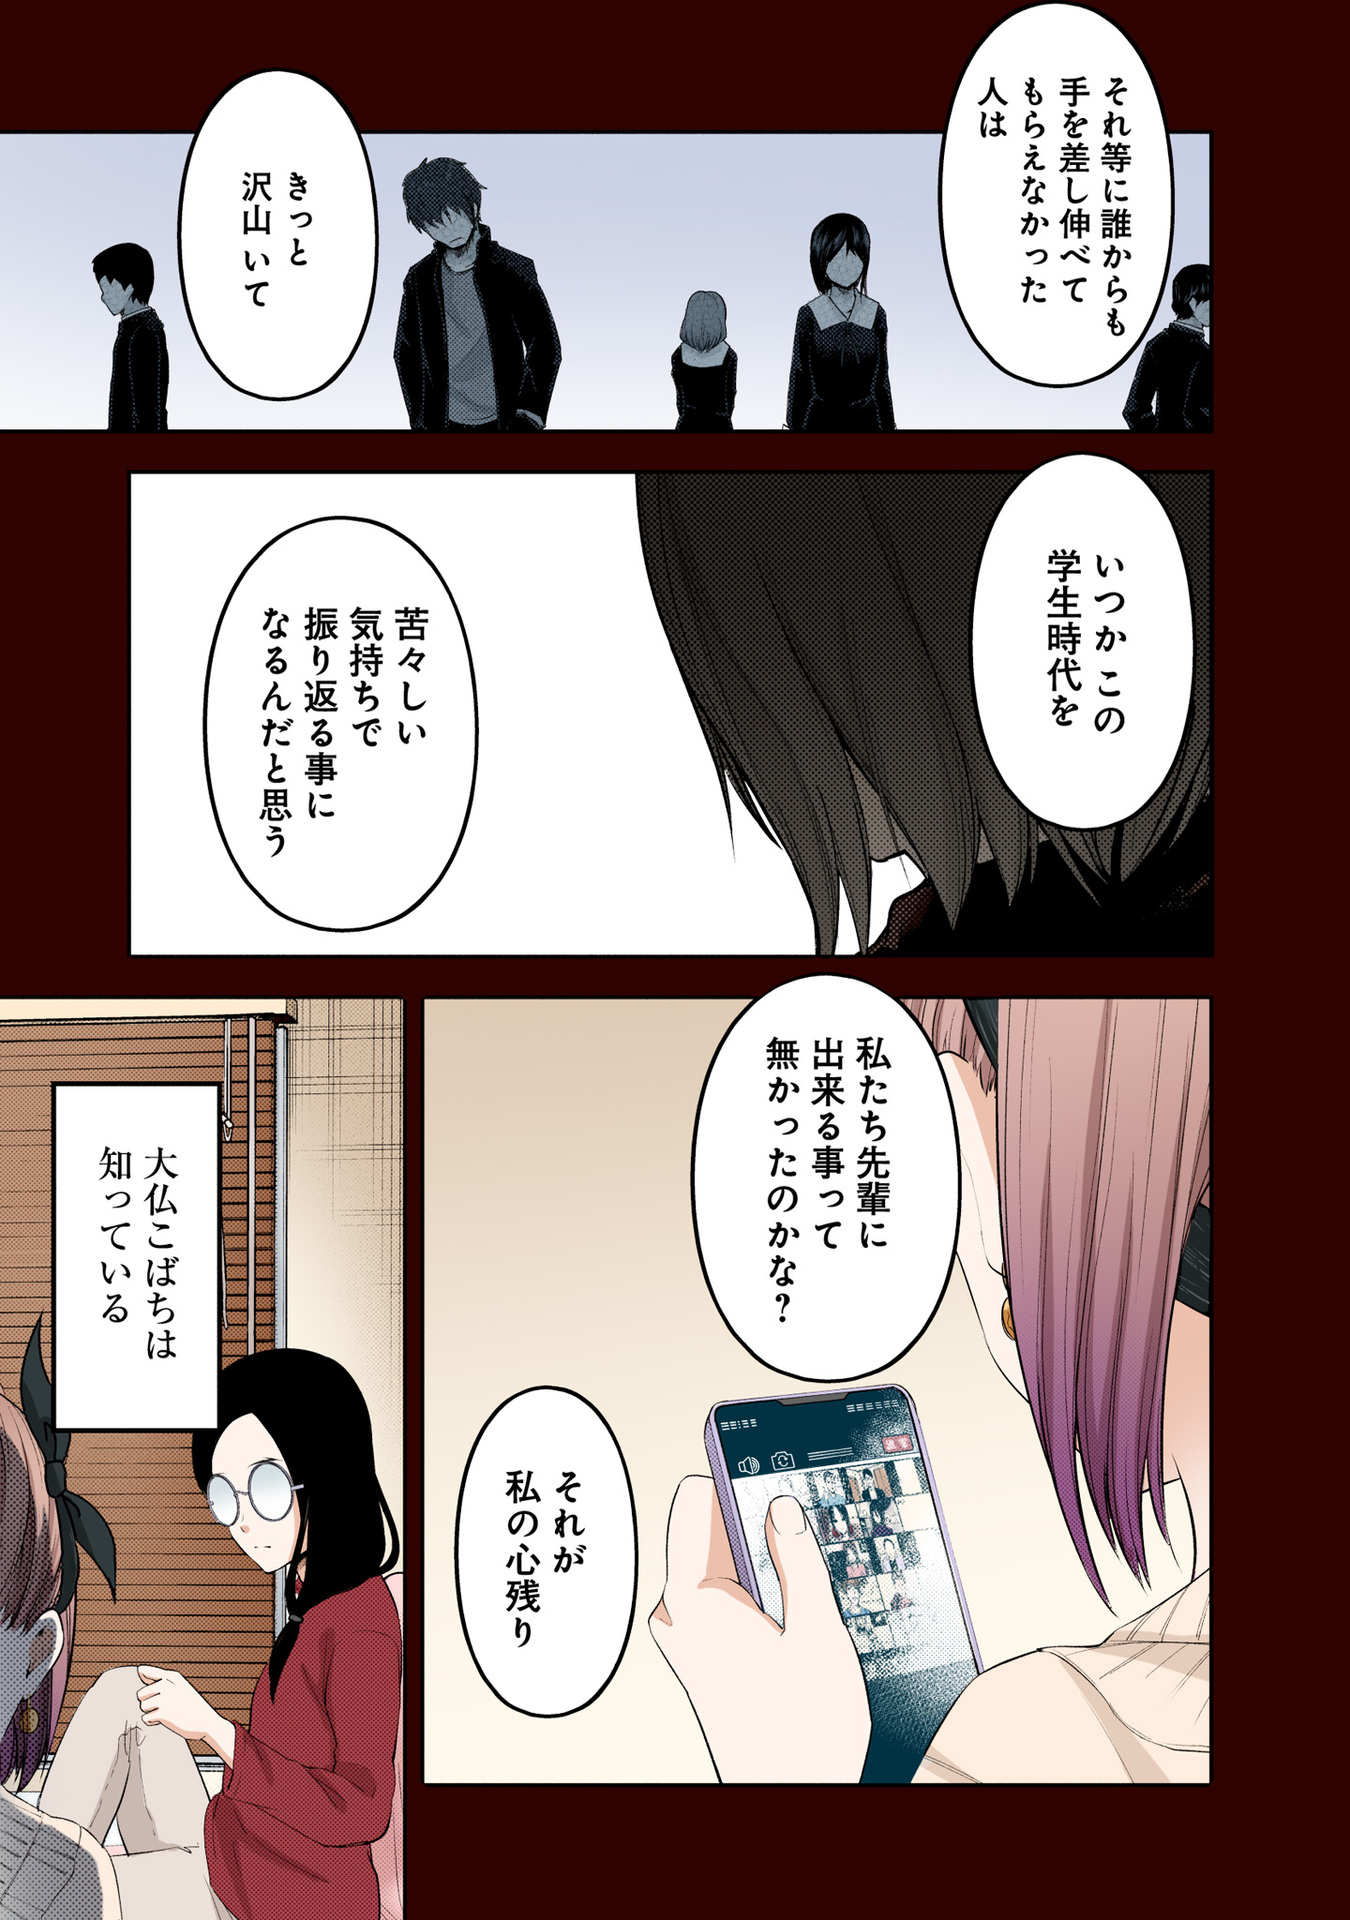 それ等に誰からも
手を差し伸べて
もらえなかった
人は
きっと
沢山 いて
いつか この
学生時代を
苦々しい
気持ちで
振り返る事に
なるんだと思う
私たち先輩に
出来る事って
無かったのかな?
それが
私の心残り
大仏こばちは
知っている